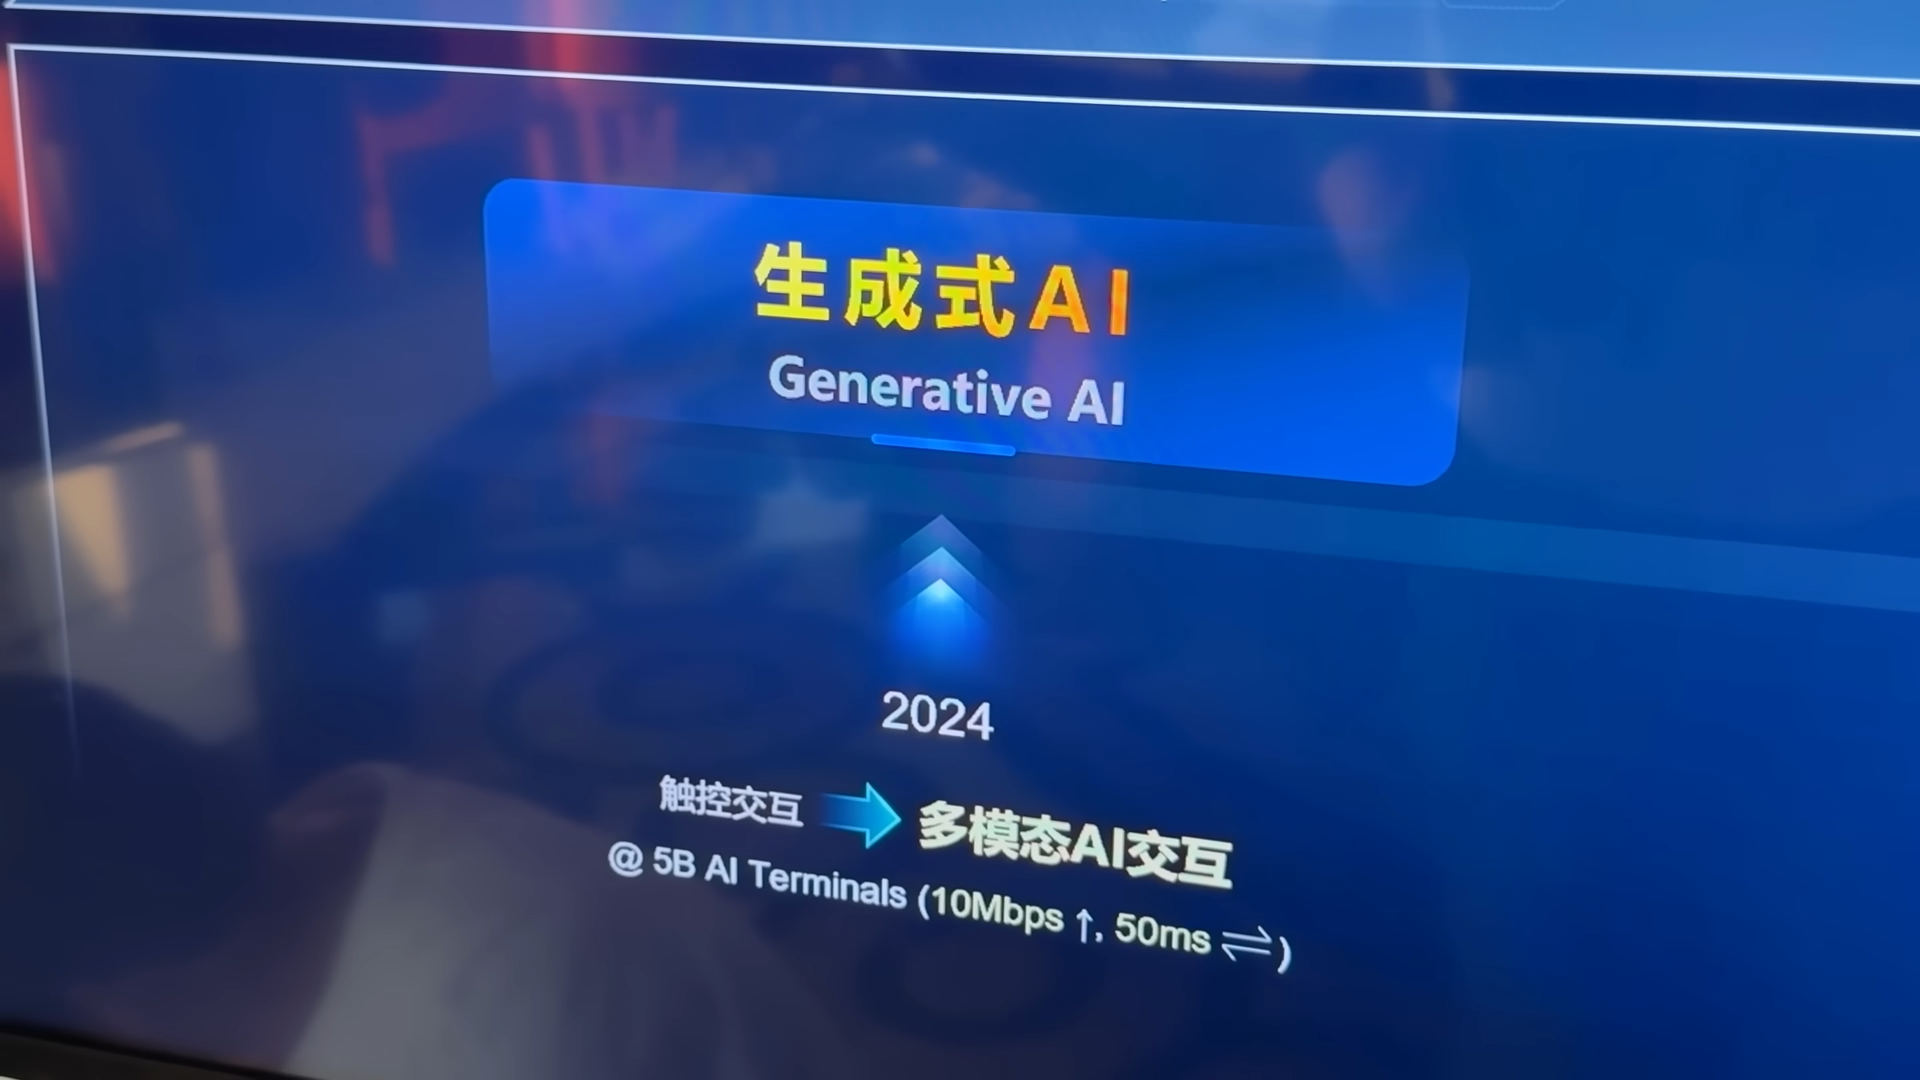 生成式AI
Generative AI
2024
触控交互 → 多模态AI交互
@ 5B AI Terminals (10Mbps ↑, 50ms ⇌)